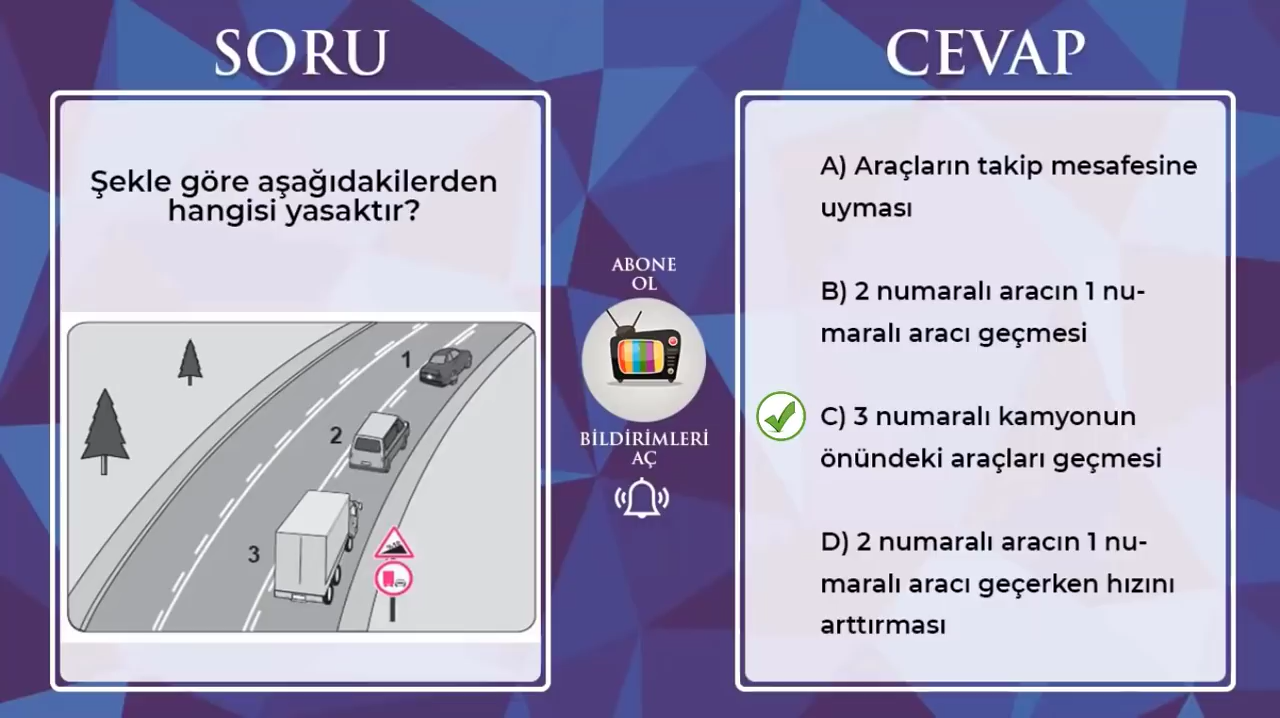 SORU
Şekle göre aşağıdakilerden
hangisi yasaktır?
1
2
3
ABONE
OL
BİLDİRİMLERİ
AÇ
CEVAP
A) Araçların takip mesafesine
uyması
B) 2 numaralı aracın 1 nu-
maralı aracı geçmesi
C) 3 numaralı kamyonun
önündeki araçları geçmesi
D) 2 numaralı aracın 1 nu-
maralı aracı geçerken hızını
arttırması